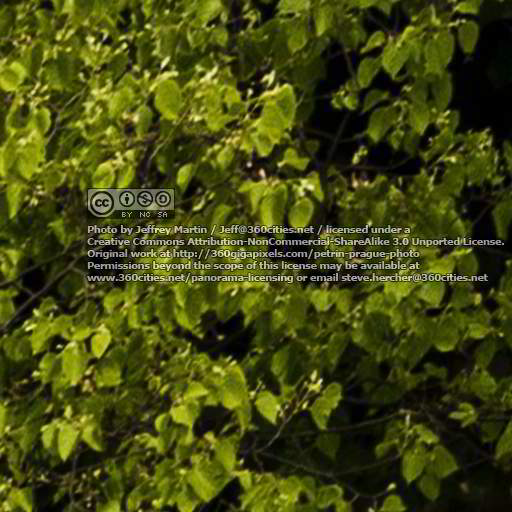 cc
BY NC SA
Photo by Jeffrey Martin / Jeff@360cities.net / licensed under a
Creative Commons Attribution-NonCommercial-ShareAlike 3.0 Unported License.
Original work at http://360gigapixels.com/petrin-prague-photo
Permissions beyond the scope of this license may be available at
www.360cities.net/panorama-licensing or email steve.hercher@360cities.net